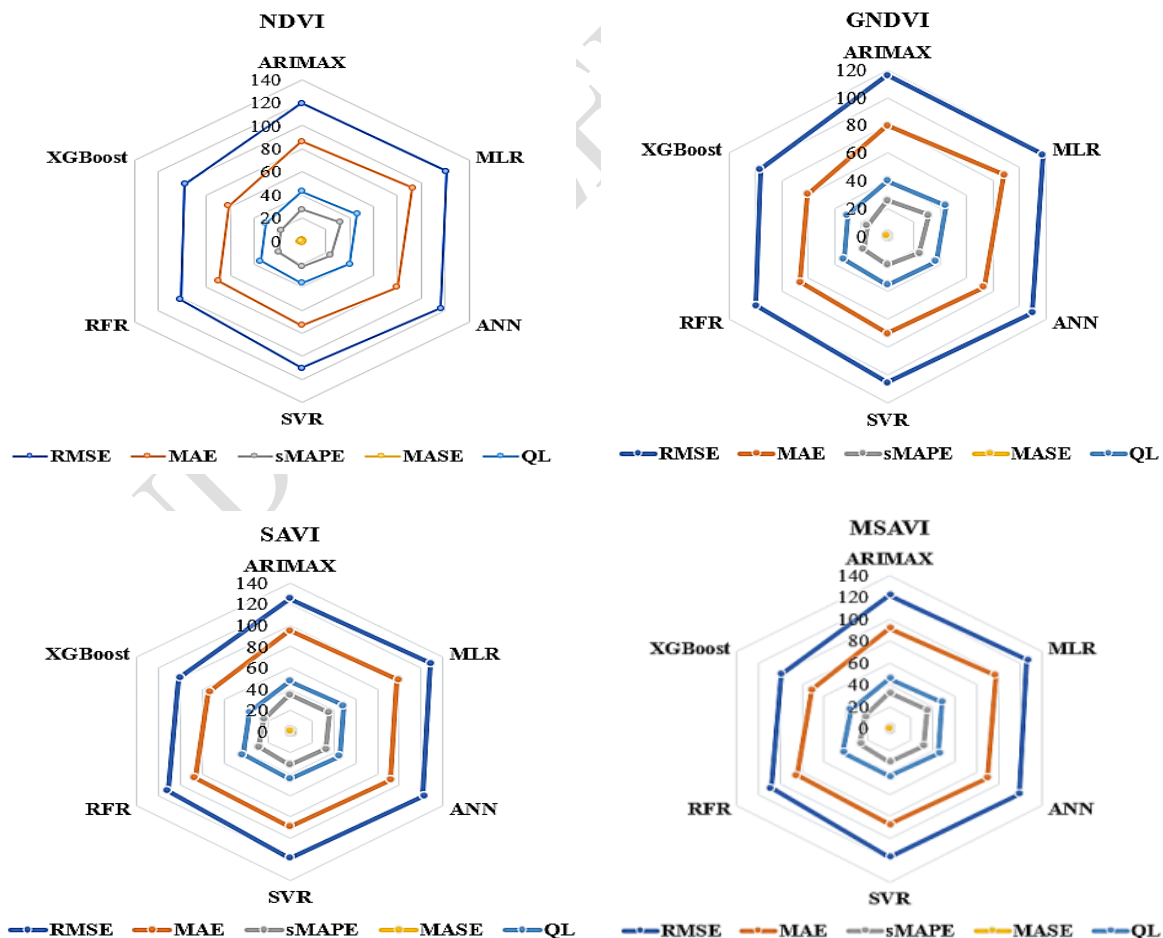 NDVI
ARIMAX
140
120
100
80
60
40
20
0
XGBoost
MLR
RFR
ANN
SVR
RMSE MAE sMAPE MASE QL
GNDVI
ARIMAX
120
100
80
60
40
20
0
XGBoost
MLR
RFR
ANN
SVR
RMSE MAE sMAPE MASE QL
SAVI
ARIMAX
140
120
100
80
60
40
20
0
XGBoost
MLR
RFR
ANN
SVR
RMSE MAE sMAPE MASE QL
MSAVI
ARIMAX
140
120
100
80
60
40
20
0
XGBoost
MLR
RFR
ANN
SVR
RMSE MAE sMAPE MASE QL